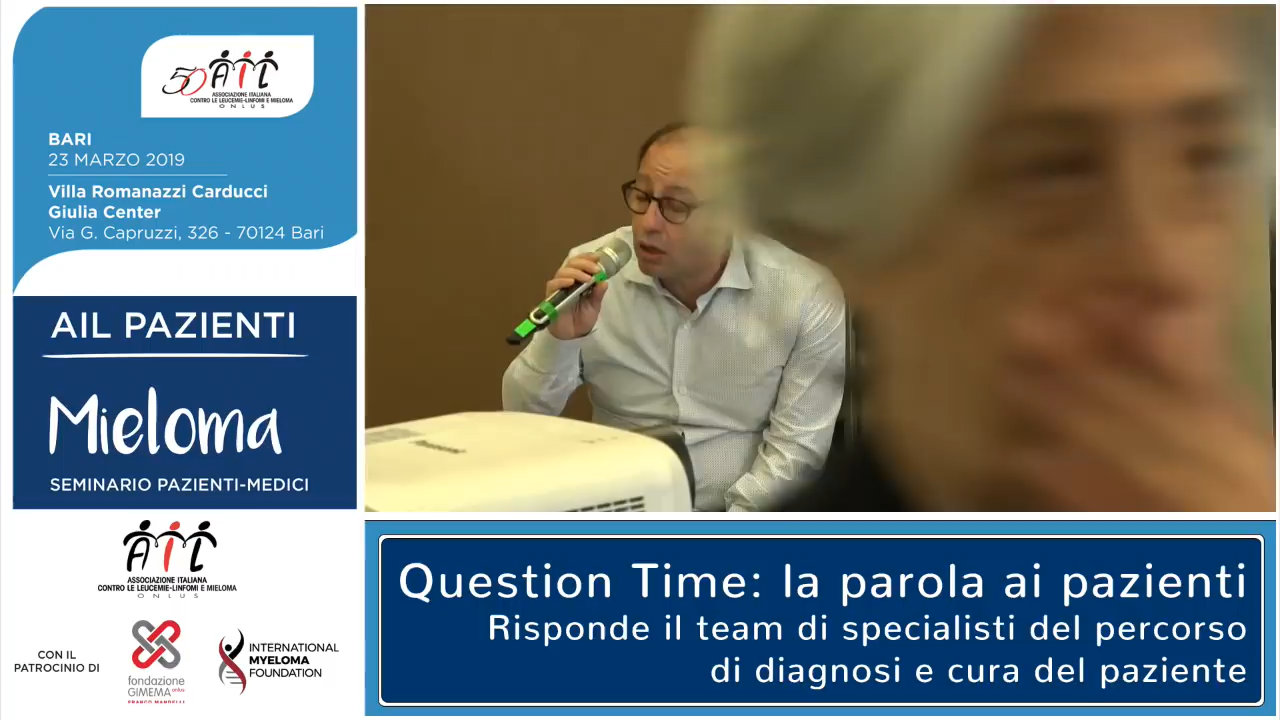 50 AIL
ASSOCIAZIONE ITALIANA
CONTRO LE LEUCEMIE-LINFOMI E MIELOMA
ONLUS
BARI
23 MARZO 2019
Villa Romanazzi Carducci
Giulia Center
Via G. Capruzzi, 326 - 70124 Bari
AIL PAZIENTI
Mieloma
SEMINARIO PAZIENTI-MEDICI
AIL
ASSOCIAZIONE ITALIANA
CONTRO LE LEUCEMIE-LINFOMI E MIELOMA
ONLUS
CON IL
PATROCINIO DI
fondazione
GIMEMA onlus
FRANCO MANDELLI
INTERNATIONAL
MYELOMA
FOUNDATION
Question Time: la parola ai pazienti
Risponde il team di specialisti del percorso
di diagnosi e cura del paziente